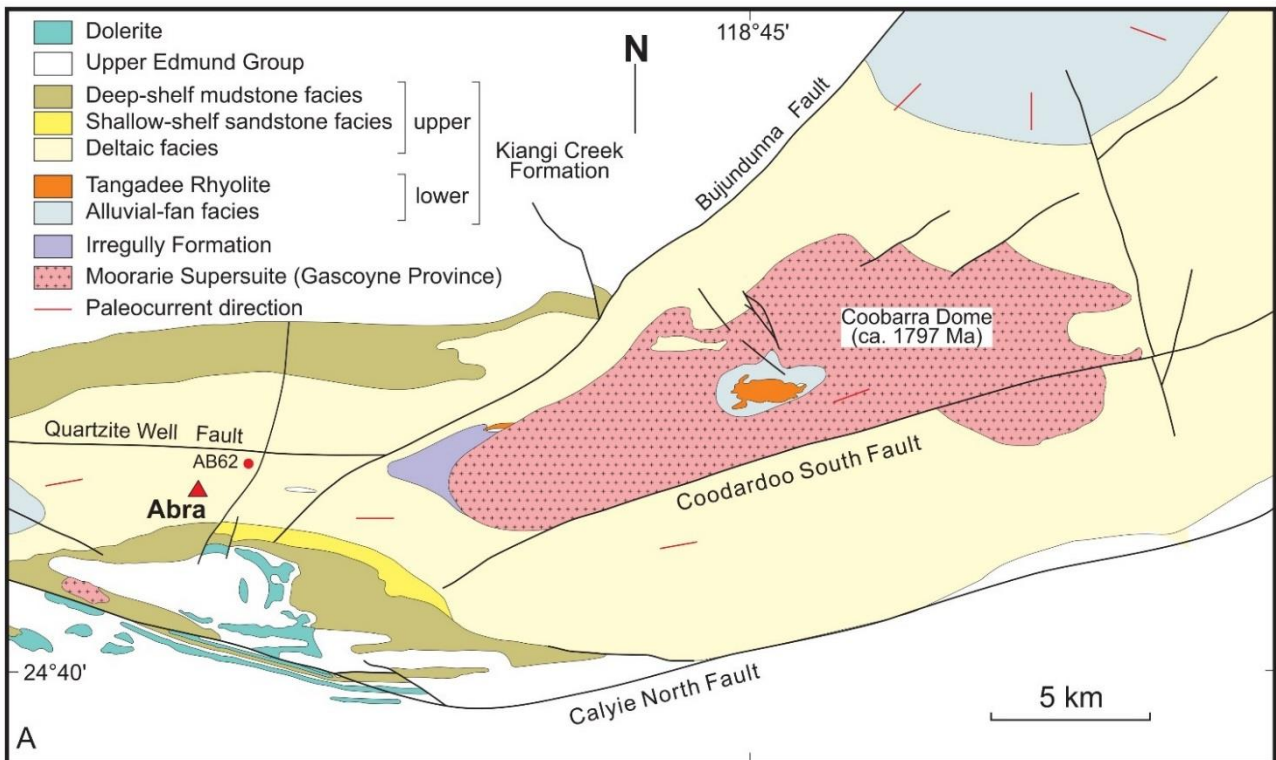 Dolerite
Upper Edmund Group
Deep-shelf mudstone facies
Shallow-shelf sandstone facies
Deltaic facies
upper
Tangadee Rhyolite
Alluvial-fan facies
lower
Kiangi Creek
Formation
Irregully Formation
Moorarie Supersuite (Gascoyne Province)
Paleocurrent direction
N
118°45'
Bujundunna Fault
Coobarra Dome
(ca. 1797 Ma)
Quartzite Well Fault
AB62
Abra
Coodardoo South Fault
24°40'
Calyie North Fault
5 km
A